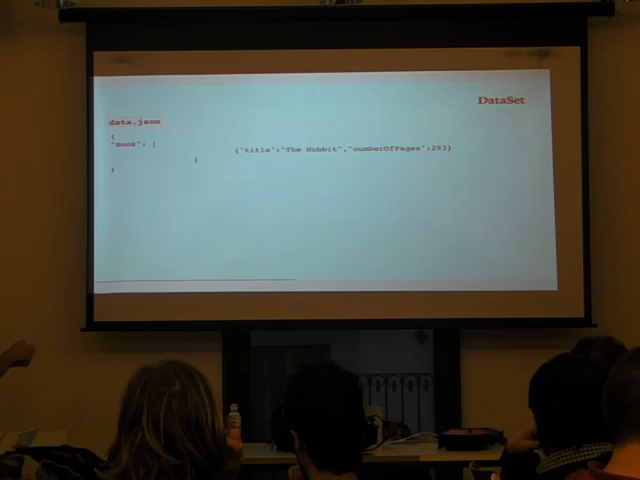 DataSet
data.json
{
"Book": [
{"title":"The Hobbit","numberOfPages":293}
]
}